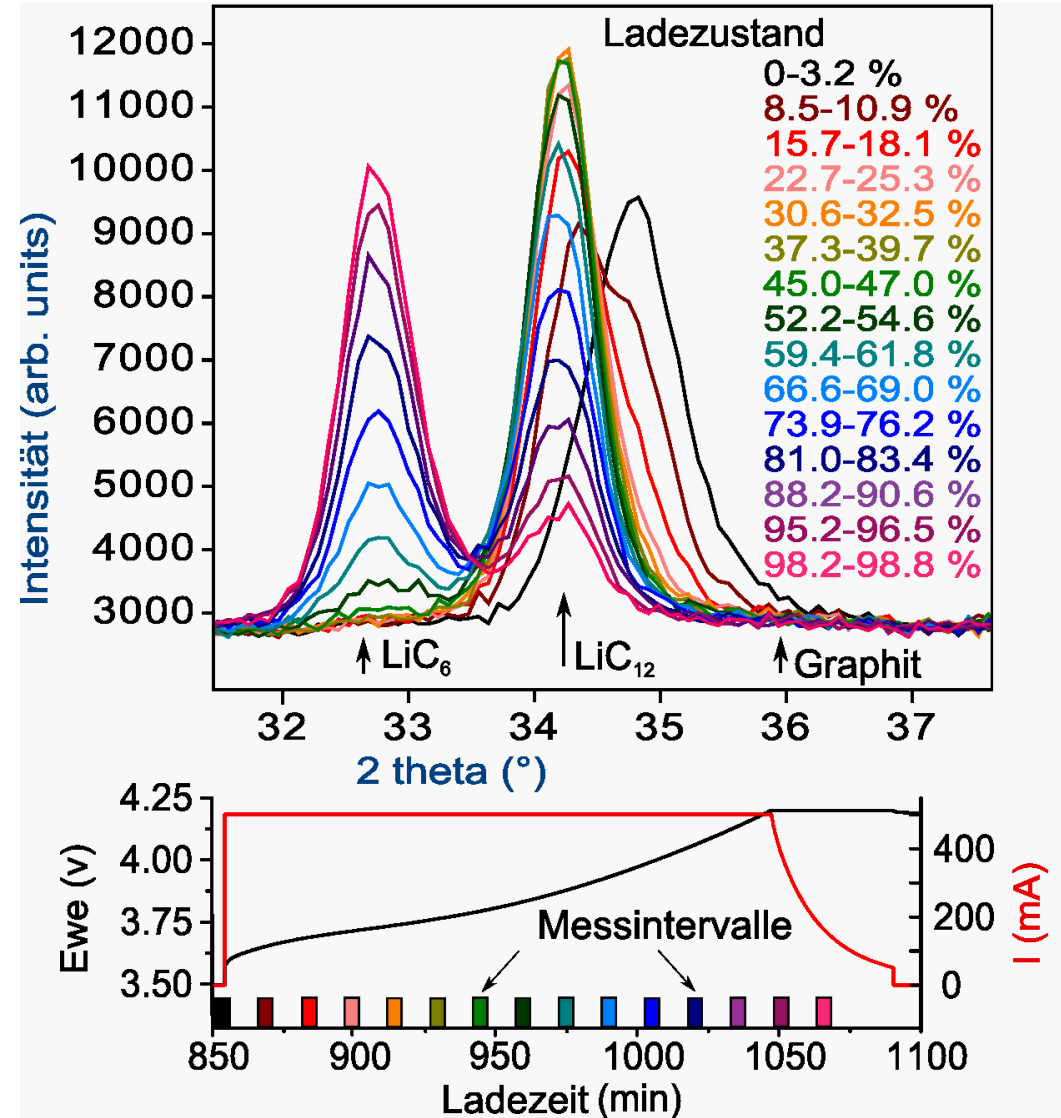 Ladezustand
0-3.2 %
8.5-10.9 %
15.7-18.1 %
22.7-25.3 %
30.6-32.5 %
37.3-39.7 %
45.0-47.0 %
52.2-54.6 %
59.4-61.8 %
66.6-69.0 %
73.9-76.2 %
81.0-83.4 %
88.2-90.6 %
95.2-96.5 %
98.2-98.8 %
12000
11000
10000
9000
8000
7000
6000
5000
4000
3000
Intensität (arb. units)
LiC₆
LiC₁₂
Graphit
32 33 34 35 36 37
2 theta (°)
4.25
4.00
3.75
3.50
Ewe (v)
Messintervalle
400
200
0
I (mA)
850 900 950 1000 1050 1100
Ladezeit (min)